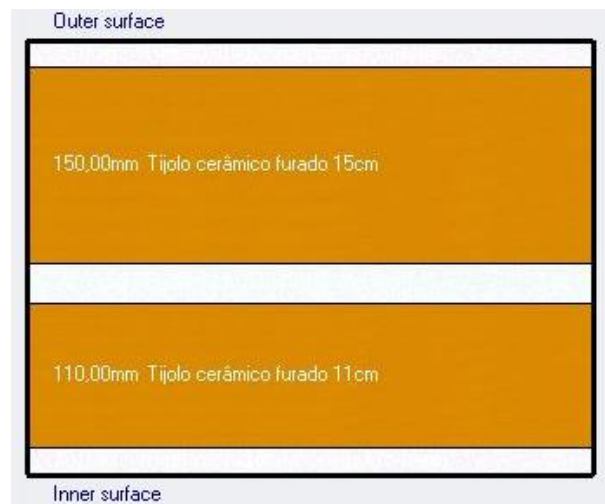 Outer surface
150,00mm Tijolo cerâmico furado 15cm
110,00mm Tijolo cerâmico furado 11cm
Inner surface